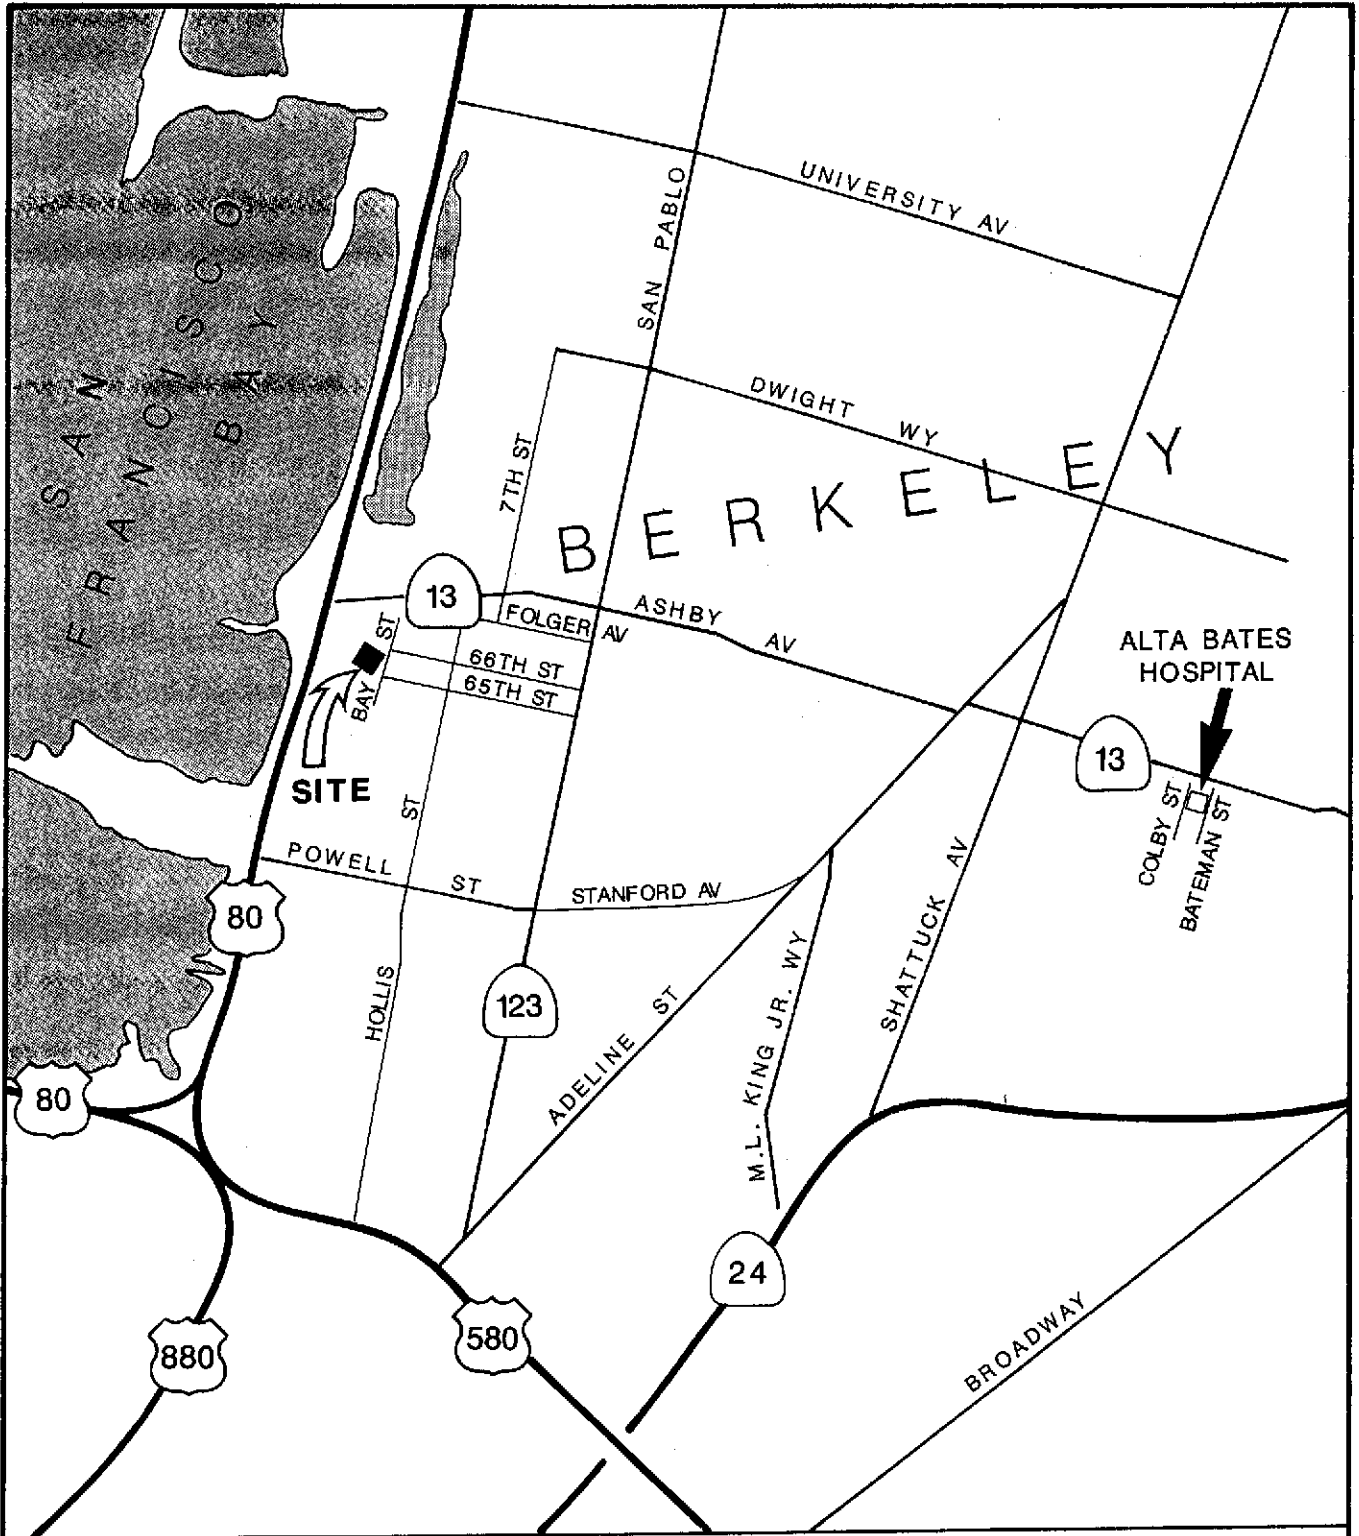 UNIVERSITY AV
SAN PABLO
SAN
FRANCISCO
BAY
DWIGHT WY
7TH ST
BERKELEY
13
ASHBY AV
FOLGER AV
66TH ST
65TH ST
BAY ST
SITE
ALTA BATES
HOSPITAL
13
COLBY ST
BATEMAN ST
POWELL ST
STANFORD AV
80
HOLLIS ST
123
ADELINE ST
M.L. KING JR. WY
SHATTUCK AV
80
24
580
880
BROADWAY